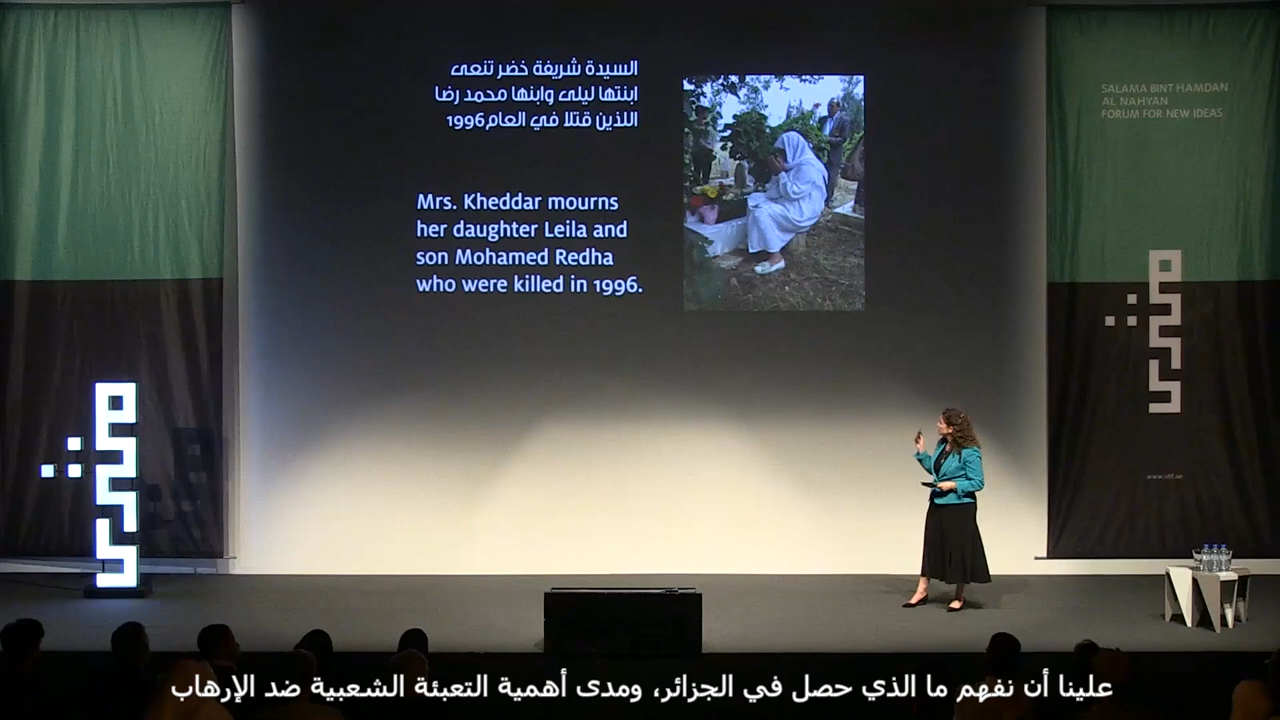 السيدة شريفة خضر تنعى
ابنتها ليلى وابنها محمد رضا
اللذين قتلا في العام1996
Mrs. Kheddar mourns
her daughter Leila and
son Mohamed Redha
who were killed in 1996.
SALAMA BINT HAMDAN
AL NAHYAN
FORUM FOR NEW IDEAS
علينا أن نفهم ما الذي حصل في الجزائر، ومدى أهمية التعبئة الشعبية ضد الإرهاب